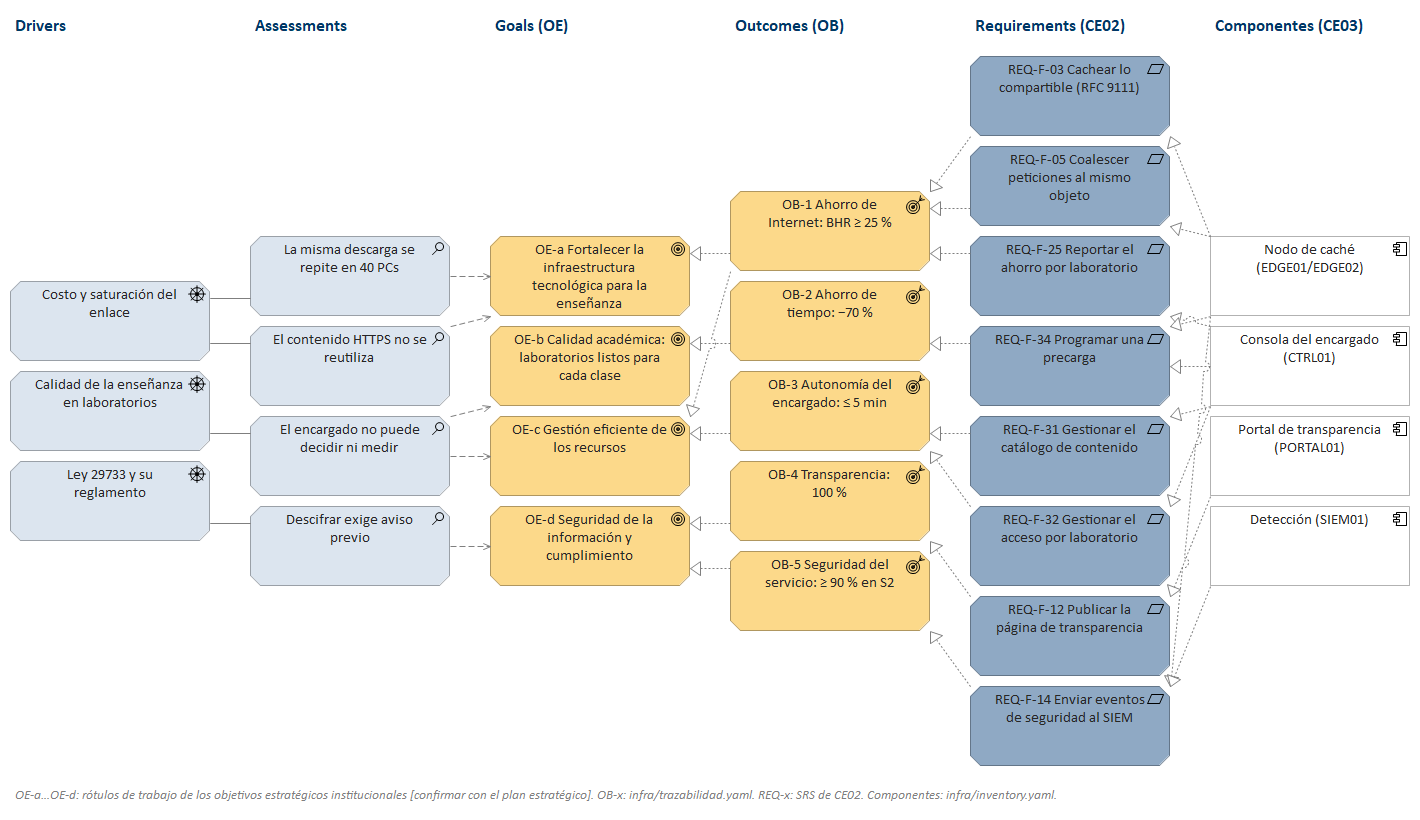 Drivers
Assessments
Goals (OE)
Outcomes (OB)
Requirements (CE02)
Componentes (CE03)
Costo y saturación del
enlace
Calidad de la enseñanza
en laboratorios
Ley 29733 y su
reglamento
La misma descarga se
repite en 40 PCs
El contenido HTTPS no se
reutiliza
El encargado no puede
decidir ni medir
Descifrar exige aviso
previo
OE-a Fortalecer la
infraestructura
tecnológica para la
enseñanza
OE-b Calidad académica:
laboratorios listos para
cada clase
OE-c Gestión eficiente de
los recursos
OE-d Seguridad de la
información y
cumplimiento
OB-1 Ahorro de
Internet: BHR ≥ 25 %
OB-2 Ahorro de
tiempo: −70 %
OB-3 Autonomía del
encargado: ≤ 5 min
OB-4 Transparencia:
100 %
OB-5 Seguridad del
servicio: ≥ 90 % en S2
REQ-F-03 Cachear lo
compartible (RFC 9111)
REQ-F-05 Coalescer
peticiones al mismo
objeto
REQ-F-25 Reportar el
ahorro por laboratorio
REQ-F-34 Programar una
precarga
REQ-F-31 Gestionar el
catálogo de contenido
REQ-F-32 Gestionar el
acceso por laboratorio
REQ-F-12 Publicar la
página de transparencia
REQ-F-14 Enviar eventos
de seguridad al SIEM
Nodo de caché
(EDGE01/EDGE02)
Consola del encargado
(CTRL01)
Portal de transparencia
(PORTAL01)
Detección (SIEM01)
OE-a…OE-d: rótulos de trabajo de los objetivos estratégicos institucionales [confirmar con el plan estratégico]. OB-x: infra/trazabilidad.yaml. REQ-x: SRS de CE02. Componentes: infra/inventory.yaml.